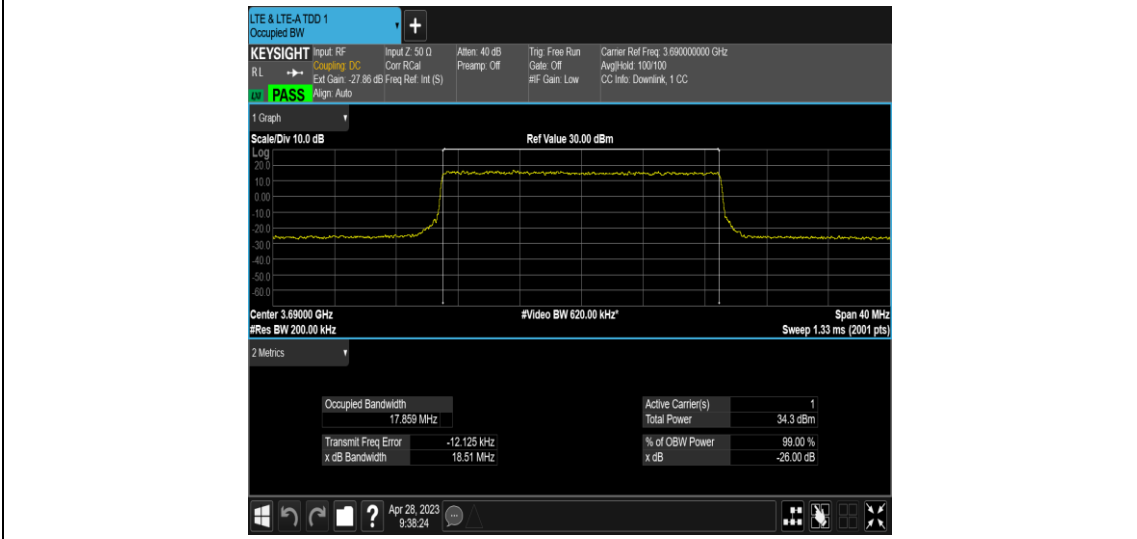 LTE & LTE-A TDD 1
Occupied BW
KEYSIGHT
RL
PASS
Input: RF
Coupling: DC
Ext Gain: -27.86 dB
Align: Auto
Input Z: 50 Ω
Corr RCal
Freq Ref: Int (S)
Atten: 40 dB
Preamp: Off
Trig: Free Run
Gate: Off
#IF Gain: Low
Carrier Ref Freq: 3.690000000 GHz
Avg|Hold: 100/100
CC Info: Downlink, 1 CC
1 Graph
Scale/Div 10.0 dB
Ref Value 30.00 dBm
Log
20.0
10.0
0.00
-10.0
-20.0
-30.0
-40.0
-50.0
-60.0
Center 3.69000 GHz
#Video BW 620.00 kHz*
Span 40 MHz
#Res BW 200.00 kHz
Sweep 1.33 ms (2001 pts)
2 Metrics
Occupied Bandwidth
17.859 MHz
Transmit Freq Error -12.125 kHz
x dB Bandwidth 18.51 MHz
Active Carrier(s) 1
Total Power 34.3 dBm
% of OBW Power 99.00 %
x dB -26.00 dB
?
Apr 28, 2023
9:38:24